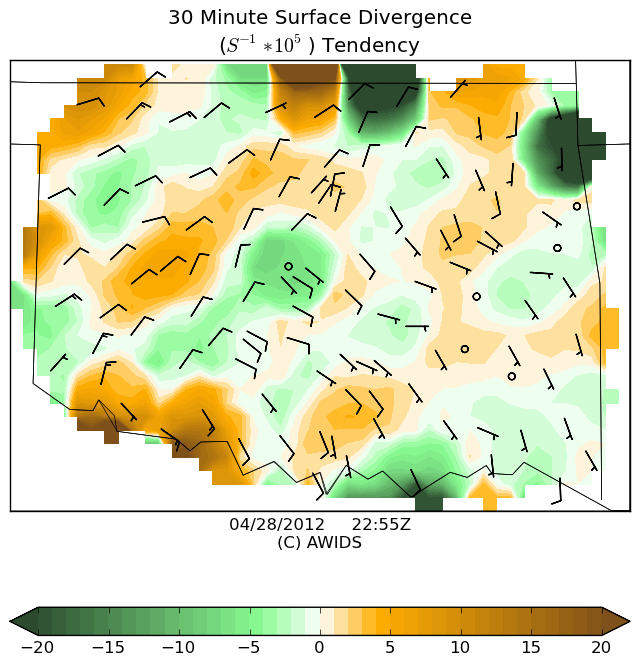 30 Minute Surface Divergence
(S⁻¹ *10⁵ ) Tendency
04/28/2012 22:55Z
(C) AWIDS
−20 −15 −10 −5 0 5 10 15 20